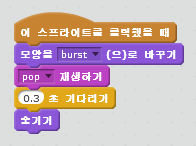 이 스프라이트를 클릭했을 때
모양을 burst (으)로 바꾸기
pop 재생하기
0.3 초 기다리기
숨기기